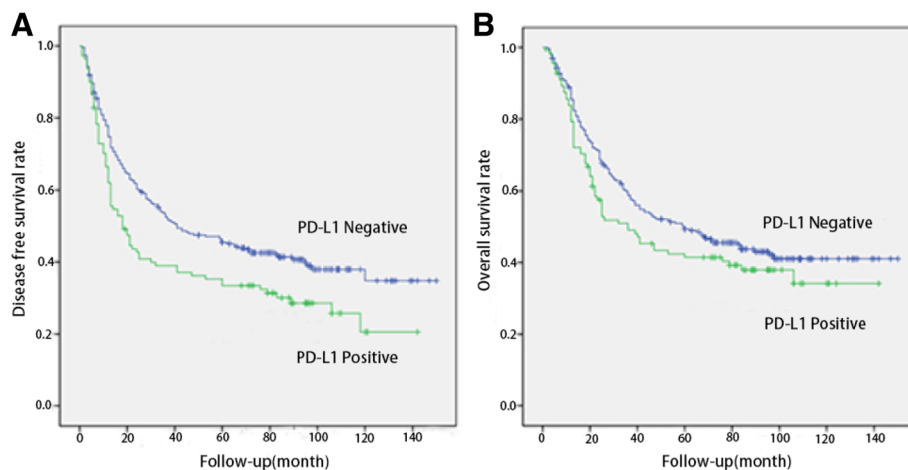 A
B
Disease free survival rate
1.0
0.8
0.6
0.4
0.2
0.0
PD-L1 Negative
PD-L1 Positive
0 20 40 60 80 100 120 140
Follow-up(month)
Overall survival rate
1.0
0.8
0.6
0.4
0.2
0.0
PD-L1 Negative
PD-L1 Positive
0 20 40 60 80 100 120 140
Follow-up(month)